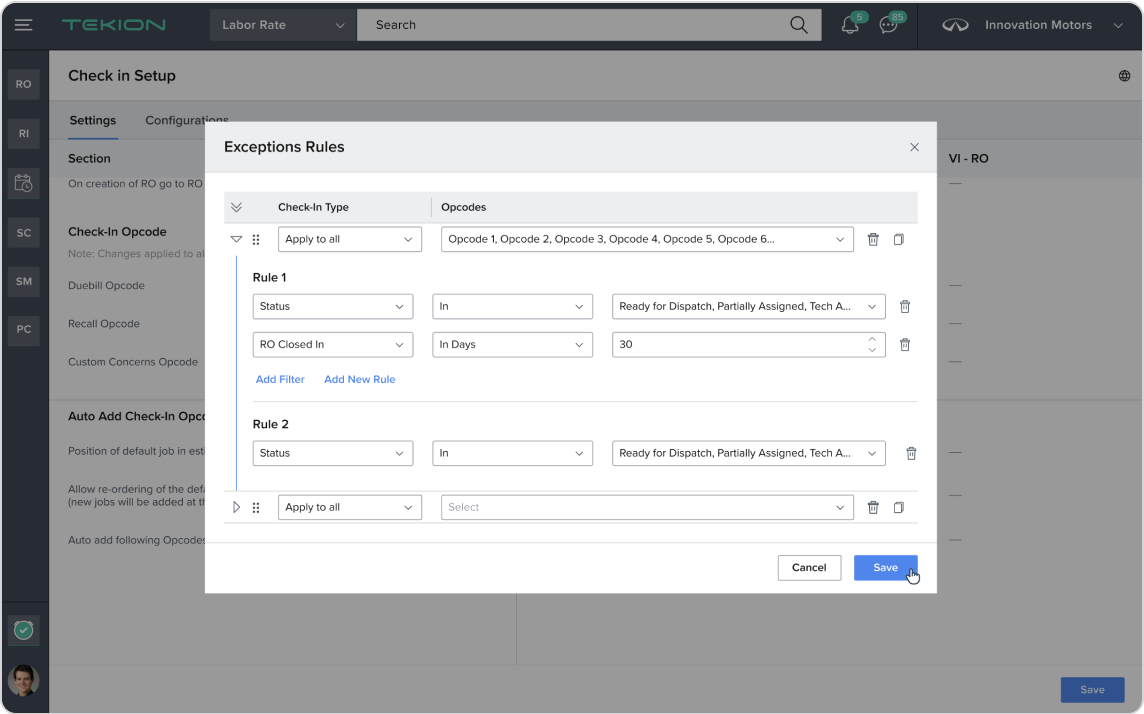 TEKION
Labor Rate
Search
5
85
Innovation Motors
RO
Check in Setup
RI
Settings
Configurations
Section
VI - RO
On creation of RO go to RO
SC
Check-In Opcode
Note: Changes applied to al
SM
Duebill Opcode
PC
Recall Opcode
Custom Concerns Opcode
Auto Add Check-In Opco
Position of default job in esti
Allow re-ordering of the defa
(new jobs will be added at th
Auto add following Opcodes
Exceptions Rules
Check-In Type
Opcodes
Apply to all
Opcode 1, Opcode 2, Opcode 3, Opcode 4, Opcode 5, Opcode 6...
Rule 1
Status
In
Ready for Dispatch, Partially Assigned, Tech A...
RO Closed In
In Days
30
Add Filter
Add New Rule
Rule 2
Status
In
Ready for Dispatch, Partially Assigned, Tech A...
Apply to all
Select
Cancel
Save
Save